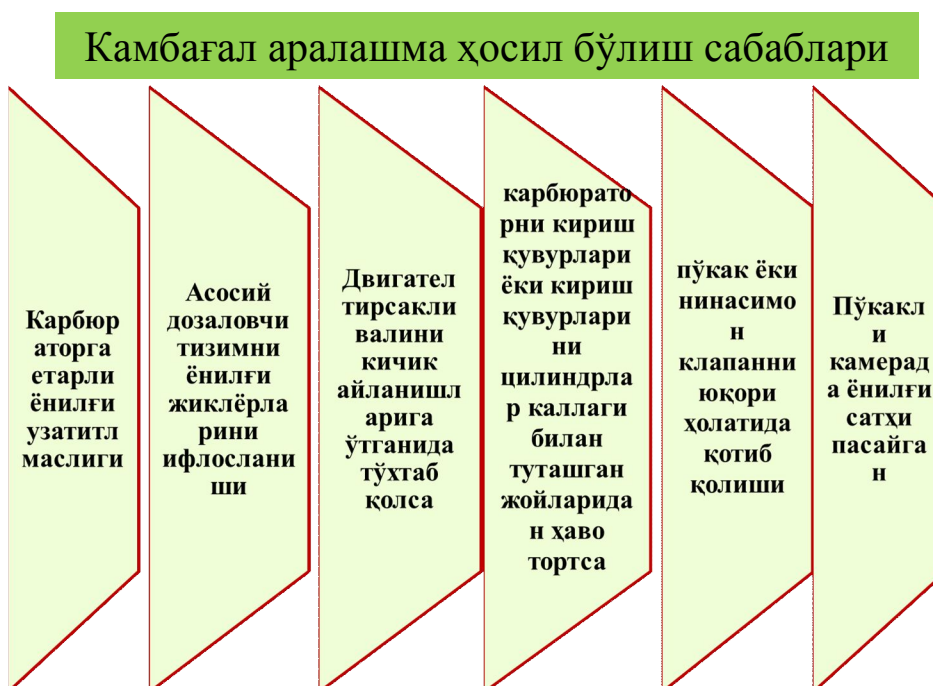 Камбағал аралашма ҳосил бўлиш сабаблари
Карбюр
аторга
етарли
ёнилғи
узатитл
маслиги
Асосий
дозаловчи
тизимни
ёнилғи
жиклёрла
рини
ифлослани
ши
Двигател
тирсакли
валини
кичик
айланишл
арига
ўтганида
тўхтаб
қолса
карбюрато
рни кириш
қувурлари
ёки кириш
қувурлари
ни
цилиндрла
р каллаги
билан
туташган
жойларида
н ҳаво
тортса
пўкак ёки
нинасимо
н
клапанни
юқори
ҳолатида
қотиб
қолиши
Пўкакл
и
камерад
а ёнилғи
сатҳи
пасайга
н